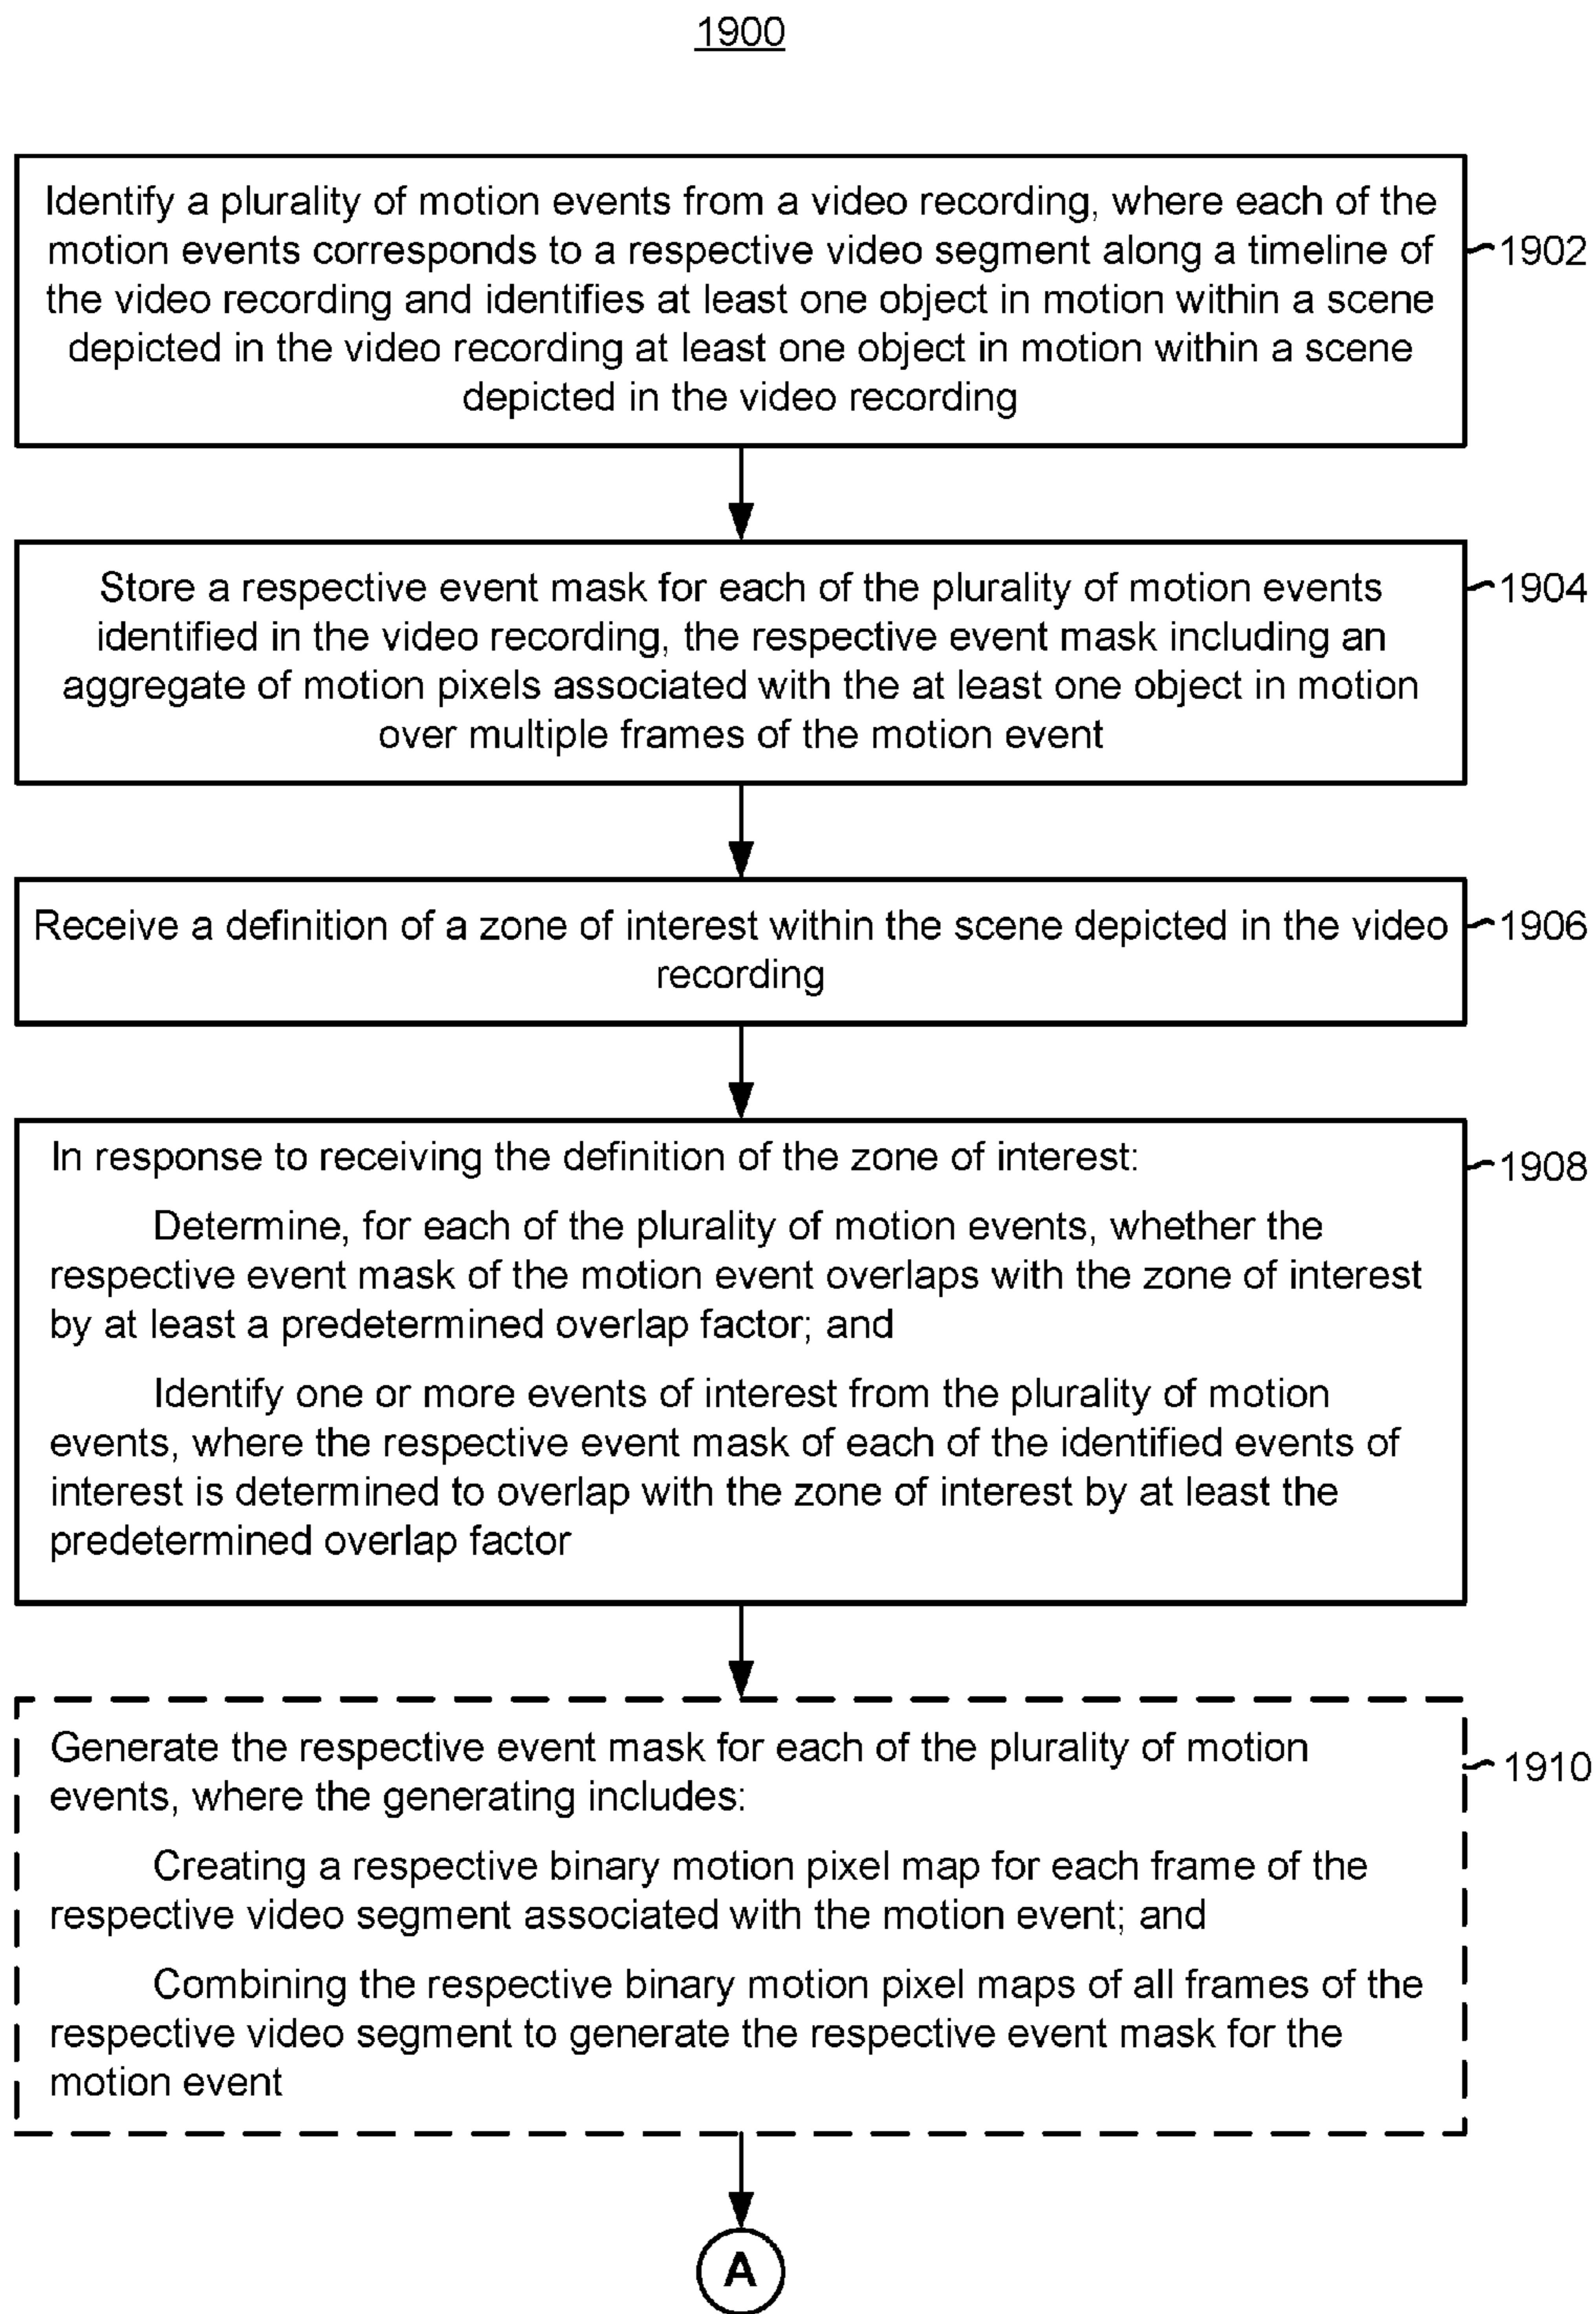 1900
Identify a plurality of motion events from a video recording, where each of the
motion events corresponds to a respective video segment along a timeline of
the video recording and identifies at least one object in motion within a scene
depicted in the video recording at least one object in motion within a scene
depicted in the video recording
1902
Store a respective event mask for each of the plurality of motion events
identified in the video recording, the respective event mask including an
aggregate of motion pixels associated with the at least one object in motion
over multiple frames of the motion event
1904
Receive a definition of a zone of interest within the scene depicted in the video
recording
1906
In response to receiving the definition of the zone of interest:
Determine, for each of the plurality of motion events, whether the
respective event mask of the motion event overlaps with the zone of interest
by at least a predetermined overlap factor; and
Identify one or more events of interest from the plurality of motion
events, where the respective event mask of each of the identified events of
interest is determined to overlap with the zone of interest by at least the
predetermined overlap factor
1908
Generate the respective event mask for each of the plurality of motion
events, where the generating includes:
Creating a respective binary motion pixel map for each frame of the
respective video segment associated with the motion event; and
Combining the respective binary motion pixel maps of all frames of the
respective video segment to generate the respective event mask for the
motion event
1910
A